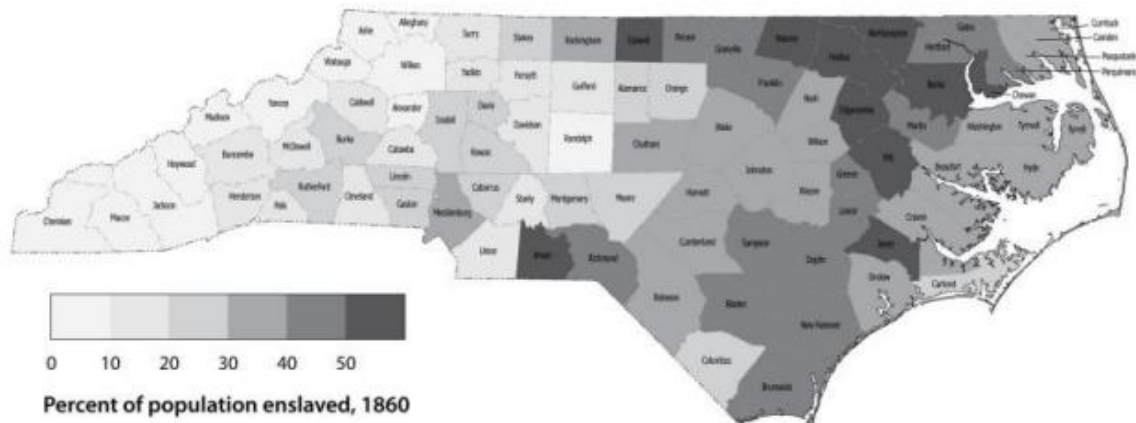 Ashe
Alleghany
Surry
Stokes
Rockingham
Caswell
Person
Granville
Warren
Northampton
Gates
Currituck
Camden
Pasquotank
Perquimans
Chowan
Hertford
Halifax
Bertie
Watauga
Wilkes
Yadkin
Forsyth
Guilford
Alamance
Orange
Franklin
Nash
Edgecombe
Martin
Washington
Tyrrell
Tyrrell
Madison
Yancey
Caldwell
Alexander
Iredell
Davie
Davidson
Randolph
Chatham
Wake
Wilson
Pitt
Beaufort
Hyde
Haywood
Buncombe
McDowell
Burke
Catawba
Rowan
Johnston
Greene
Wayne
Lenoir
Craven
Cherokee
Macon
Jackson
Henderson
Polk
Rutherford
Cleveland
Lincoln
Gaston
Mecklenburg
Cabarrus
Stanly
Montgomery
Moore
Harnett
Cumberland
Sampson
Duplin
Jones
Onslow
Carteret
Union
Anson
Richmond
Robeson
Bladen
New Hanover
Columbus
Brunswick
0 10 20 30 40 50
Percent of population enslaved, 1860